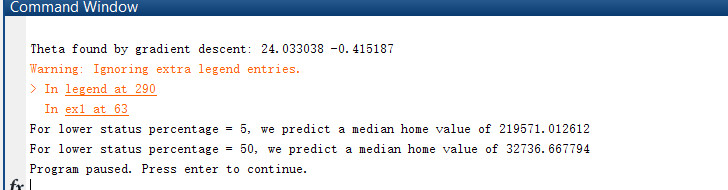 Command Window
Theta found by gradient descent: 24.033038 -0.415187
Warning: Ignoring extra legend entries.
> In legend at 290
In ex1 at 63
For lower status percentage = 5, we predict a median home value of 219571.012612
For lower status percentage = 50, we predict a median home value of 32736.667794
Program paused. Press enter to continue.
fx